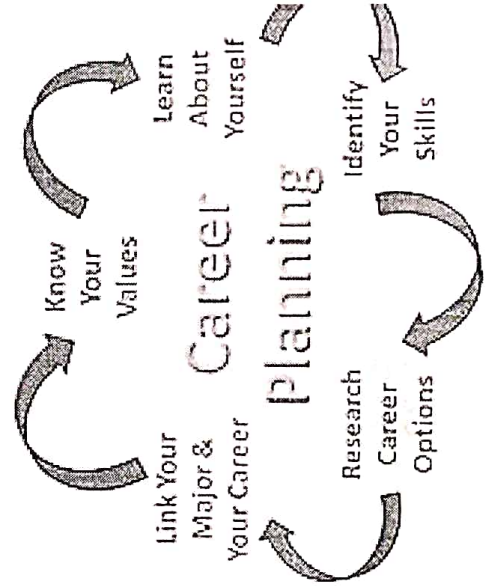 Career
Planning
Learn
About
Yourself
Identify
Your
Skills
Research
Career
Options
Link Your
Major &
Your Career
Know
Your
Values